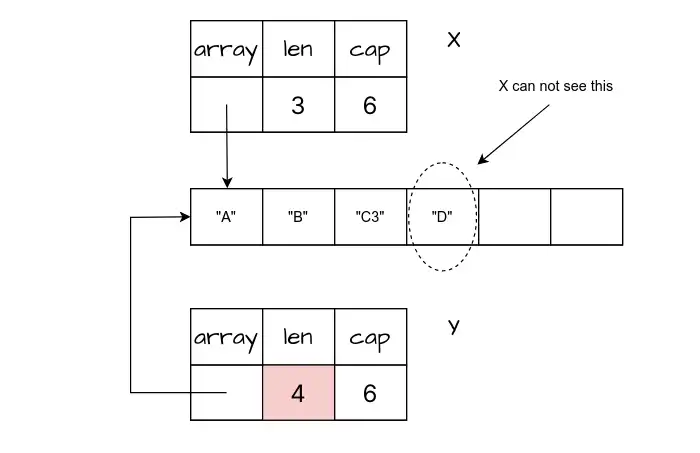 array len cap X
3 6
X can not see this
"A" "B" "C3" "D"
array len cap y
4 6